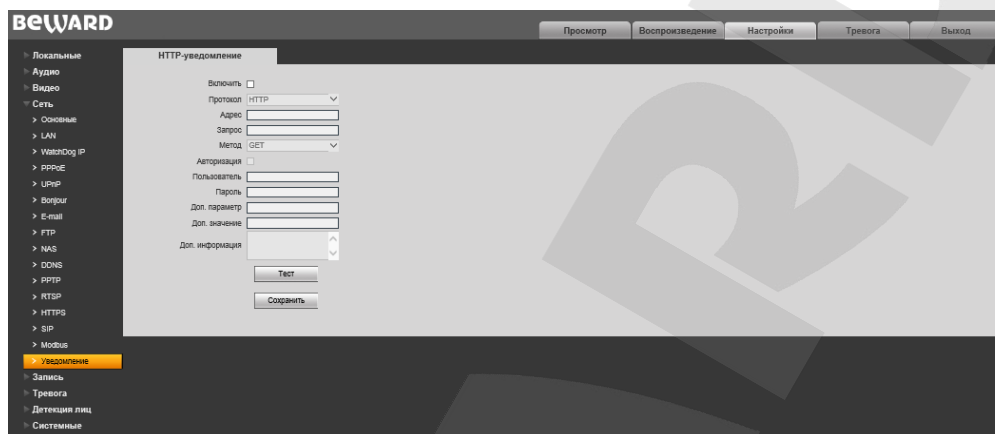 BEWARD
Просмотр
Воспроизведение
Настройки
Тревога
Выход
Локальные
Аудио
Видео
Сеть
Основные
LAN
WatchDog IP
PPPoE
UPnP
Bonjour
E-mail
FTP
NAS
DDNS
PPTP
RTSP
HTTPS
SIP
Modbus
Уведомление
Запись
Тревога
Детекция лиц
Системные
HTTP-уведомление
Включить
Протокол HTTP
Адрес
Запрос
Метод GET
Авторизация
Пользователь
Пароль
Доп. параметр
Доп. значение
Доп. информация
Тест
Сохранить